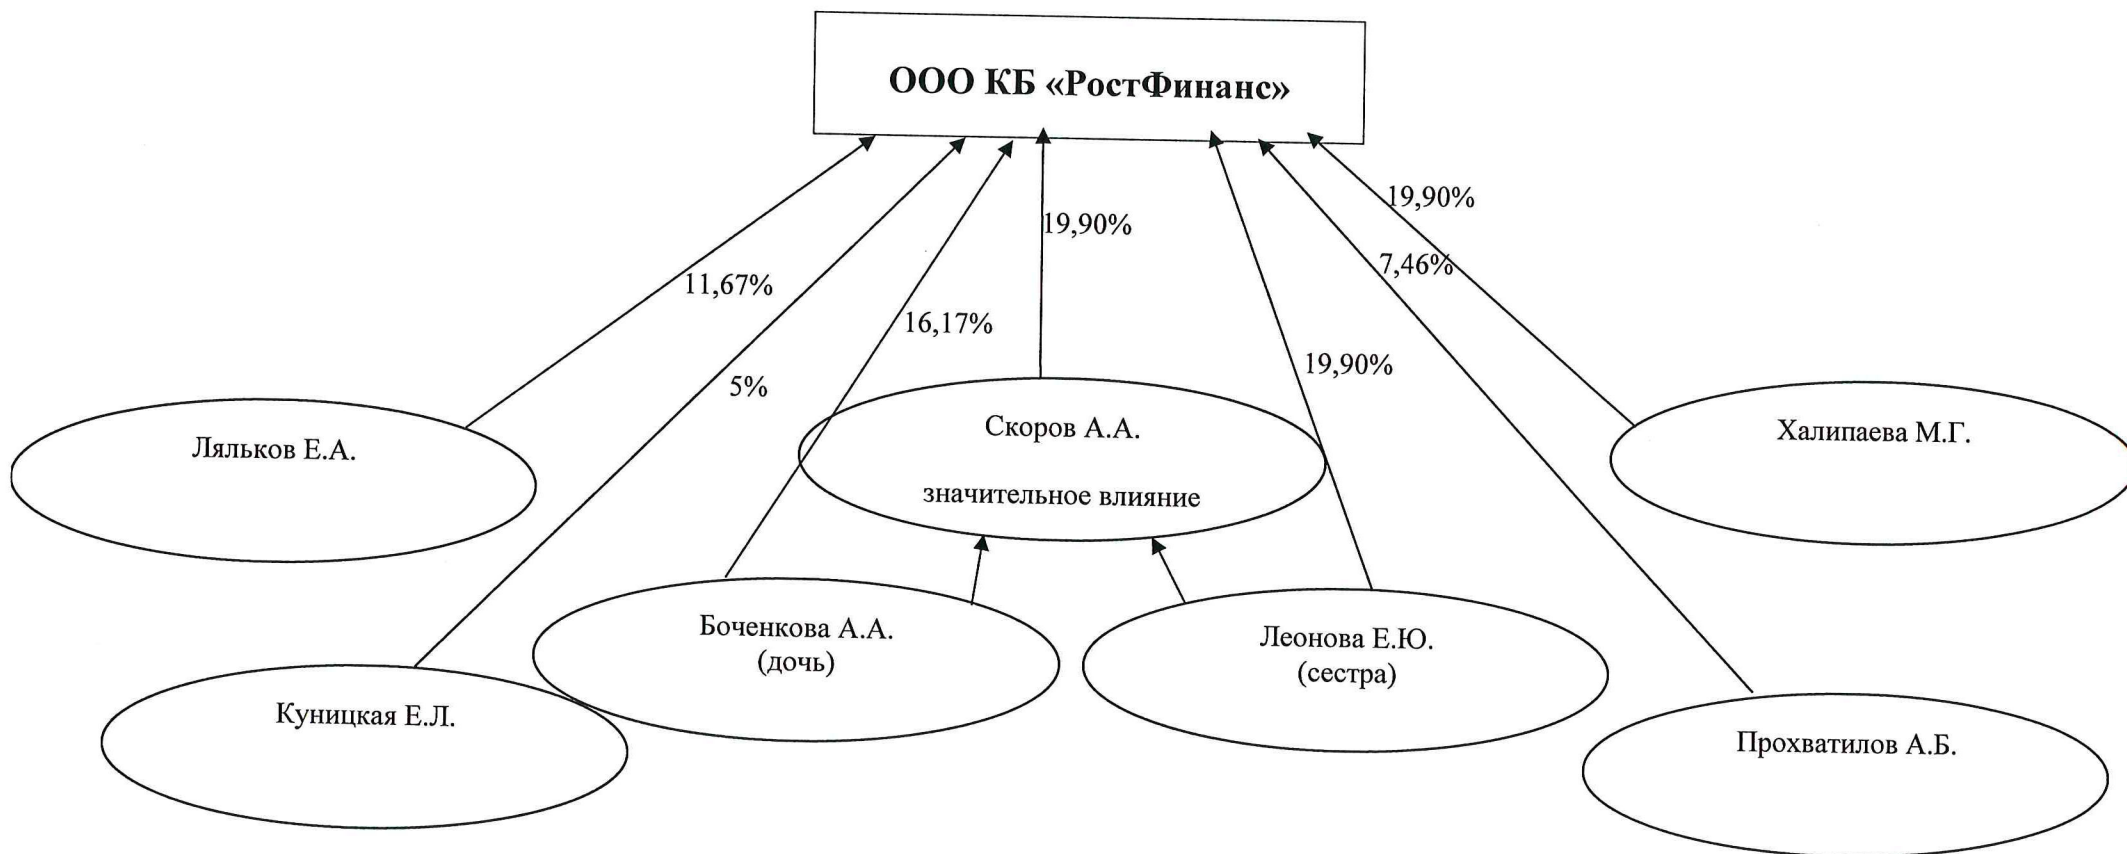 ООО КБ «РостФинанс»
19,90%
19,90%
7,46%
11,67%
16,17%
19,90%
5%
Скоров А.А.
значительное влияние
Халипаева М.Г.
Ляльков Е.А.
Боченкова А.А.
(дочь)
Леонова Е.Ю.
(сестра)
Куницкая Е.Л.
Прохватилов А.Б.